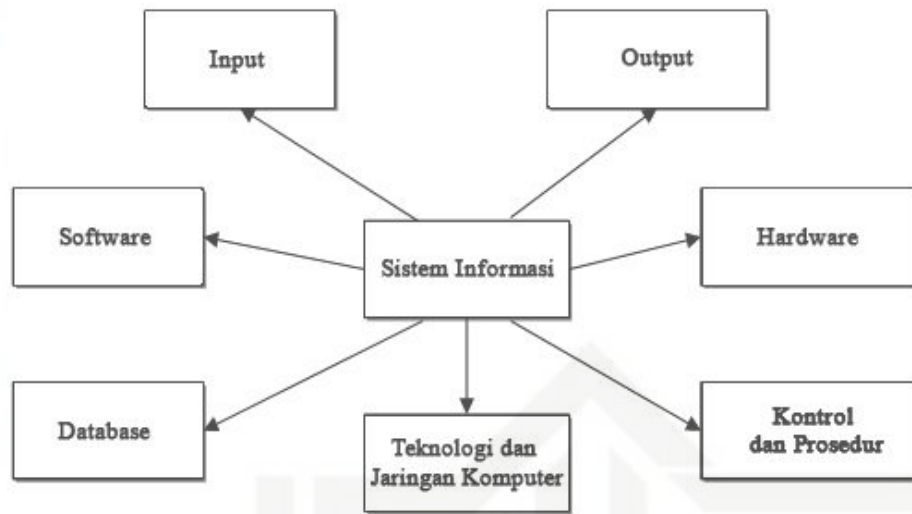 Input
Output
Software
Sistem Informasi
Hardware
Database
Teknologi dan
Jaringan Komputer
Kontrol
dan Prosedur